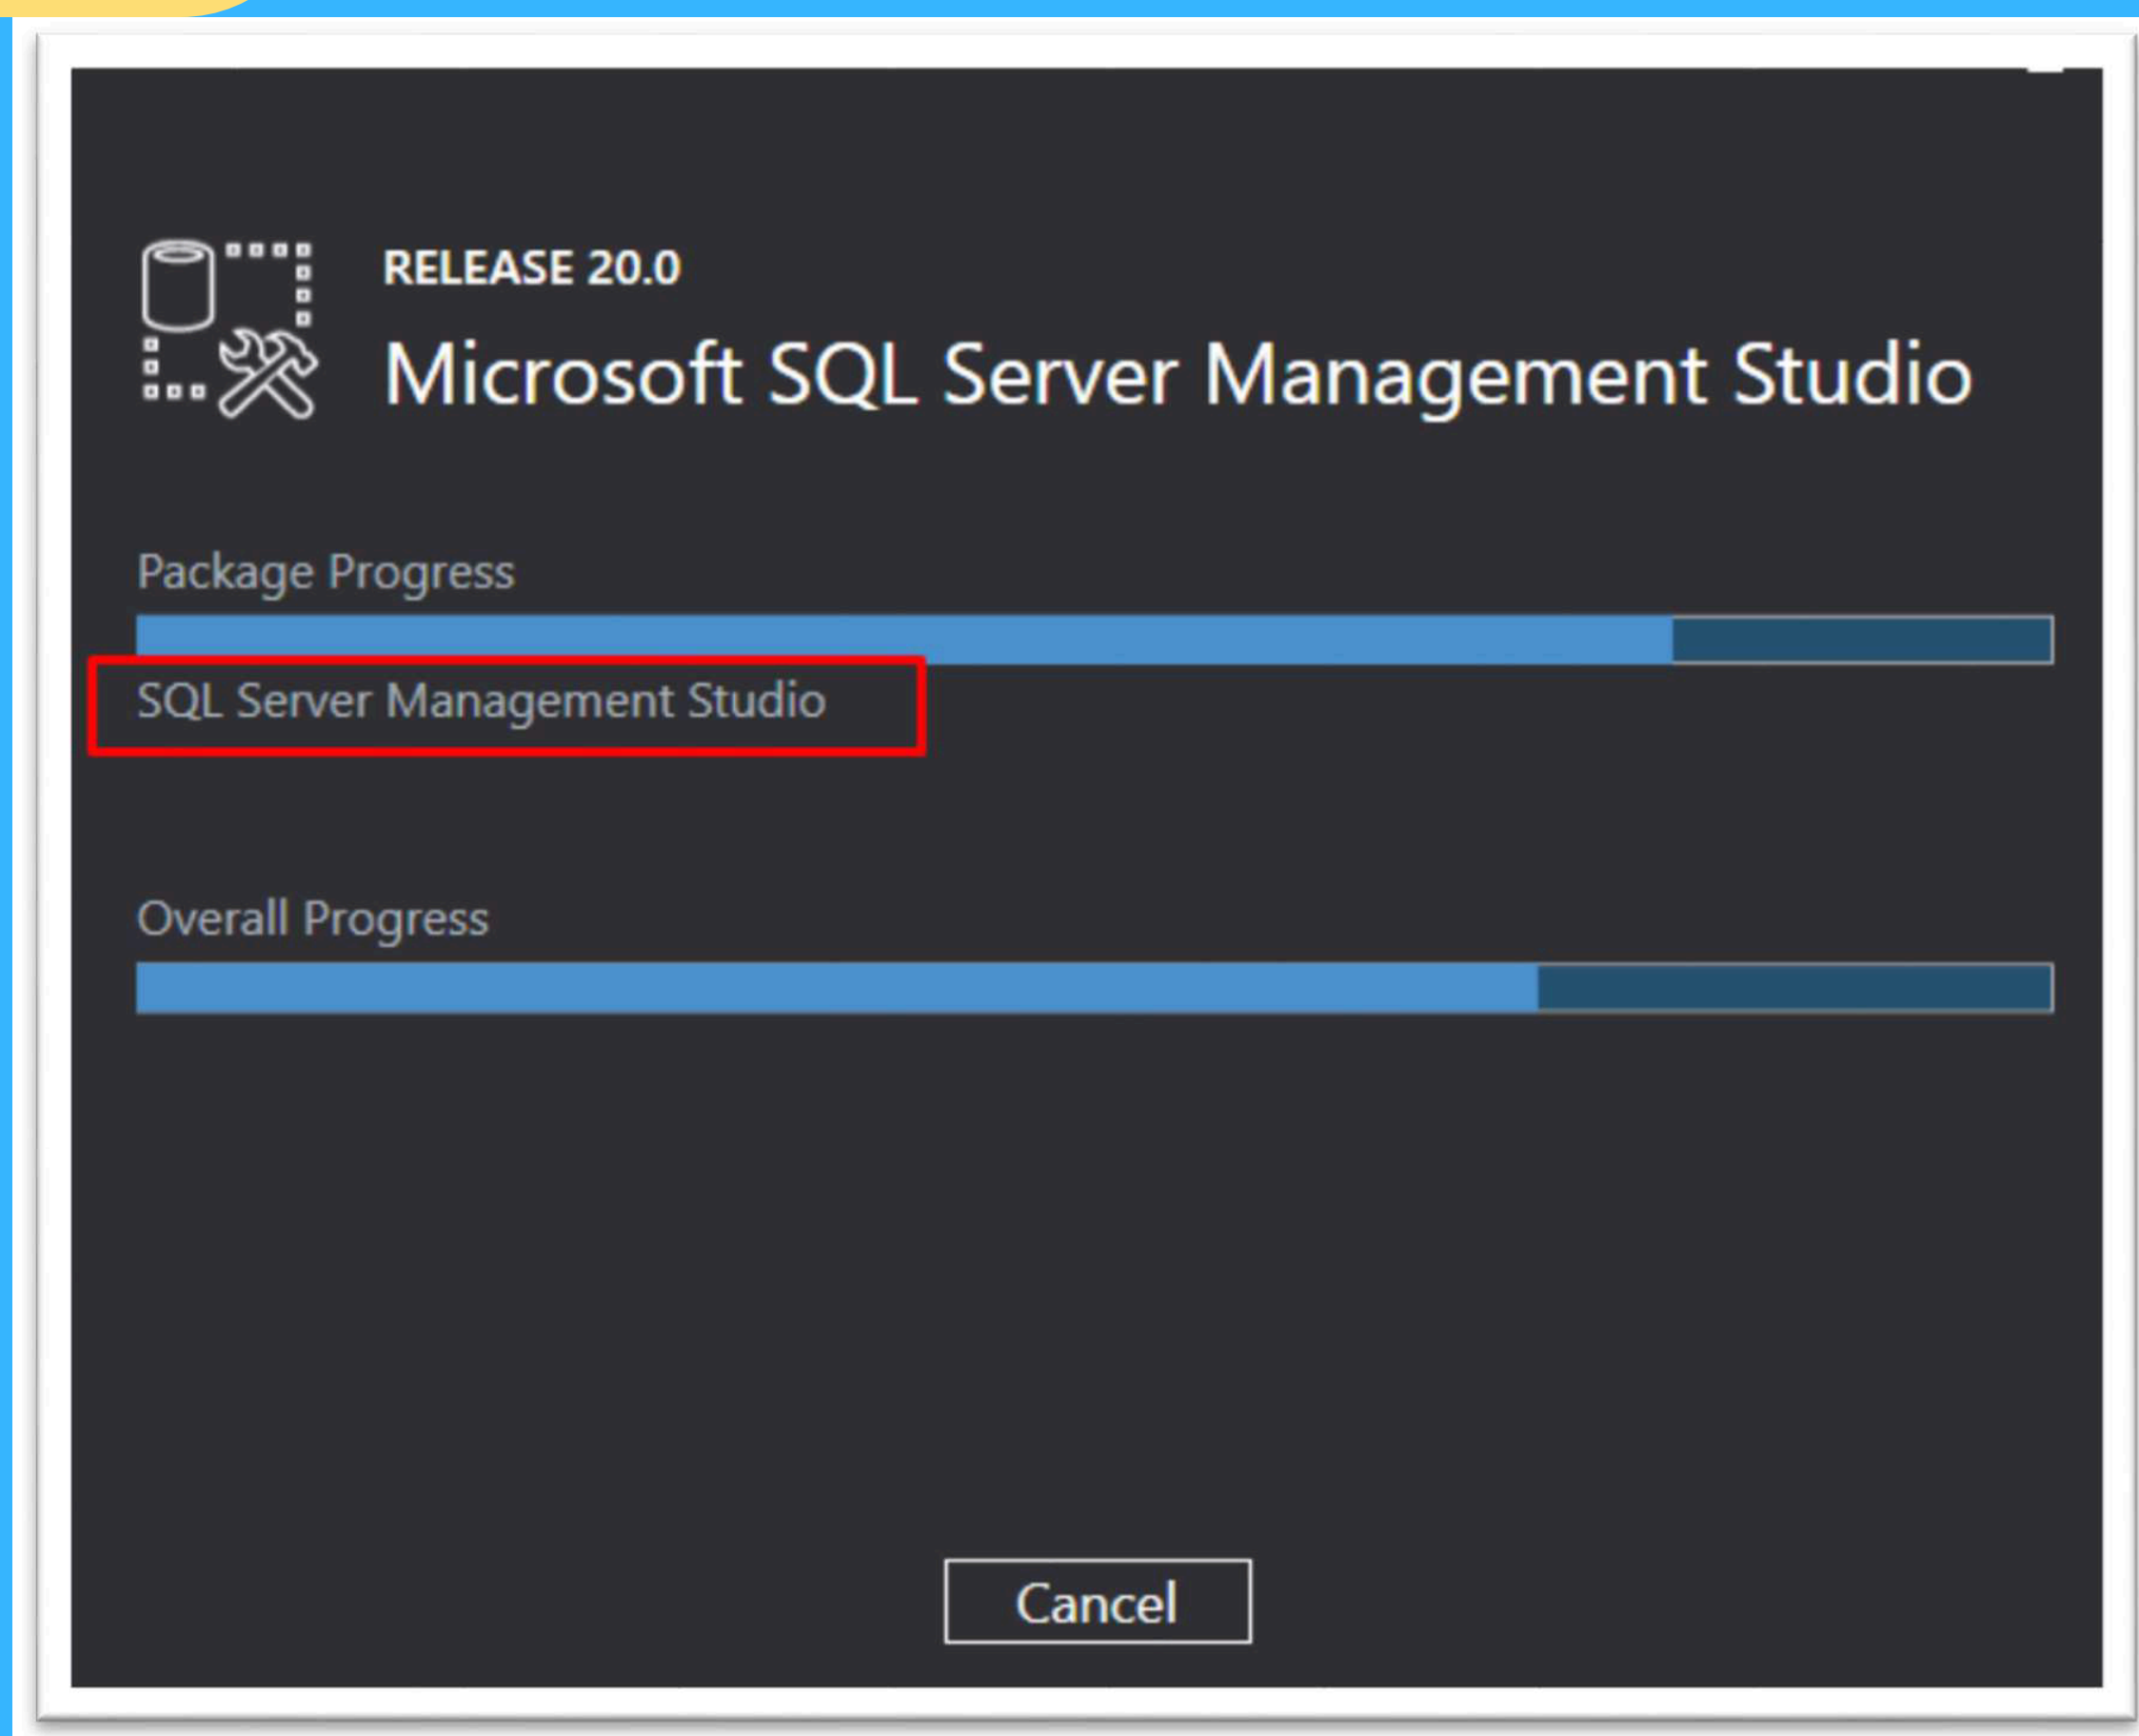 RELEASE 20.0
Microsoft SQL Server Management Studio
Package Progress
SQL Server Management Studio
Overall Progress
Cancel